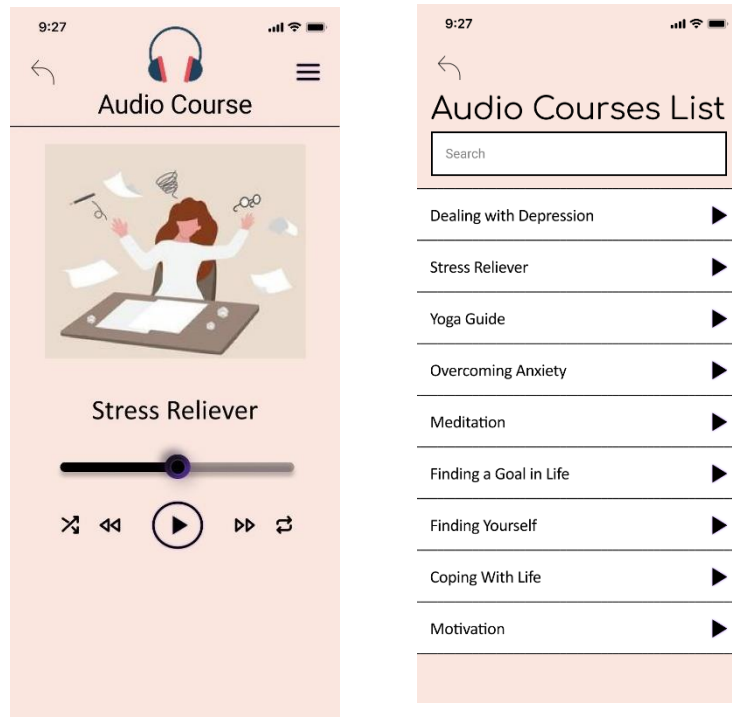 9:27
Audio Course
Stress Reliever
9:27
Audio Courses List
Search
Dealing with Depression
Stress Reliever
Yoga Guide
Overcoming Anxiety
Meditation
Finding a Goal in Life
Finding Yourself
Coping With Life
Motivation